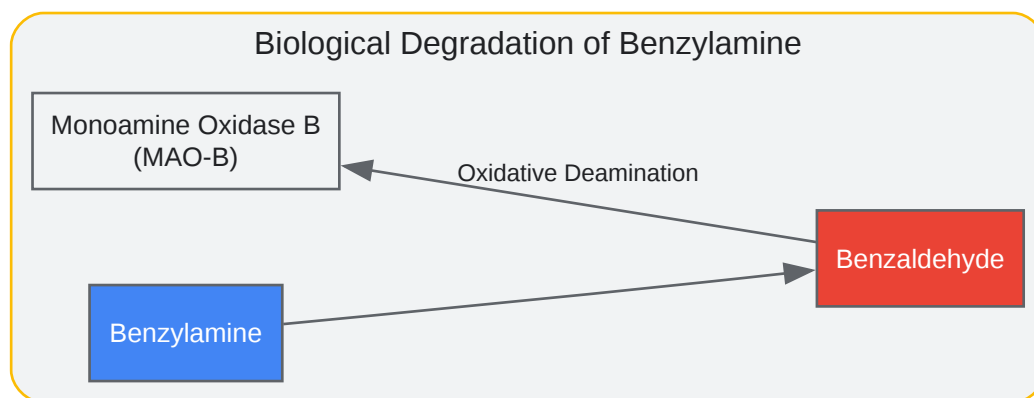 Biological Degradation of Benzylamine
Monoamine Oxidase B
(MAO-B)
Oxidative Deamination
Benzaldehyde
Benzylamine